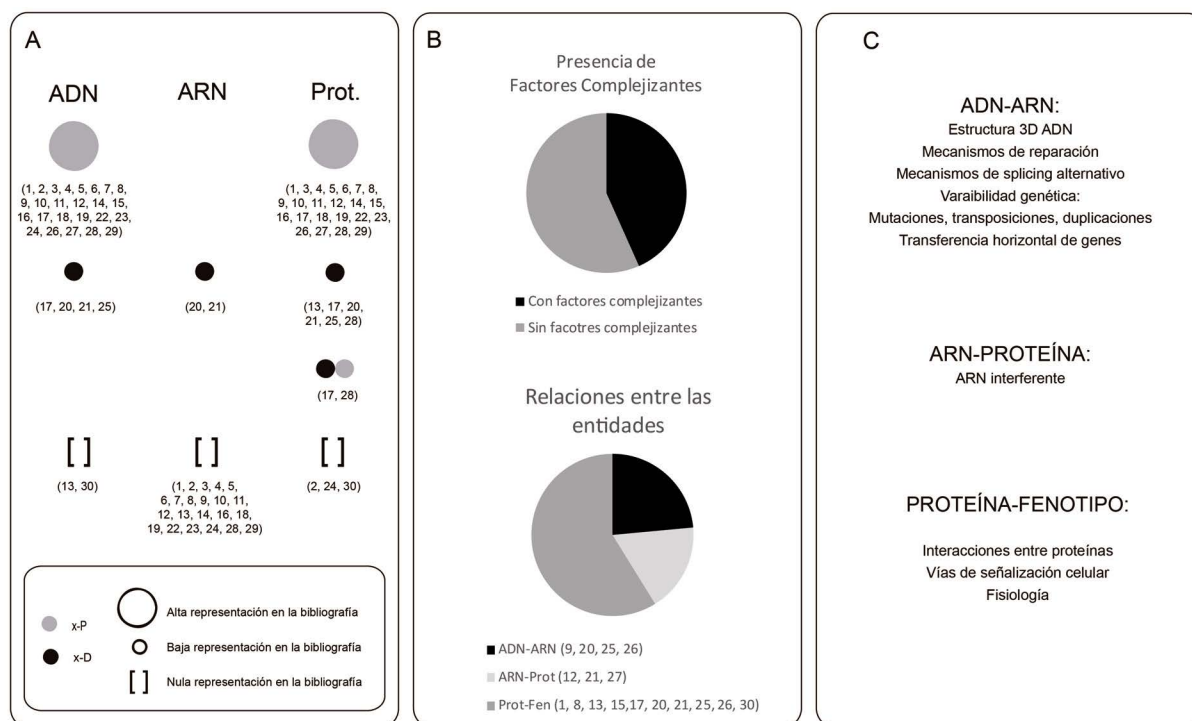 A
ADN
ARN
Prot.
(1, 2, 3, 4, 5, 6, 7, 8,
9, 10, 11, 12, 14, 15,
16, 17, 18, 19, 22, 23,
24, 26, 27, 28, 29)
(1, 3, 4, 5, 6, 7, 8,
9, 10, 11, 12, 14, 15,
16, 17, 18, 19, 22, 23,
26, 27, 28, 29)
(17, 20, 21, 25)
(20, 21)
(13, 17, 20,
21, 25, 28)
(17, 28)
[ ]
[ ]
[ ]
(13, 30)
(1, 2, 3, 4, 5,
6, 7, 8, 9, 10, 11,
12, 13, 14, 16, 18,
19, 22, 23, 24, 28, 29)
(2, 24, 30)
x-P
x-D
Alta representación en la bibliografía
Baja representación en la bibliografía
[ ] Nula representación en la bibliografía
B
Presencia de
Factores Complejizantes
Con factores complejizantes
Sin facotres complejizantes
Relaciones entre las
entidades
ADN-ARN (9, 20, 25, 26)
ARN-Prot (12, 21, 27)
Prot-Fen (1, 8, 13, 15,17, 20, 21, 25, 26, 30)
C
ADN-ARN:
Estructura 3D ADN
Mecanismos de reparación
Mecanismos de splicing alternativo
Varaibilidad genética:
Mutaciones, transposiciones, duplicaciones
Transferencia horizontal de genes
ARN-PROTEÍNA:
ARN interferente
PROTEÍNA-FENOTIPO:
Interacciones entre proteínas
Vías de señalización celular
Fisiología